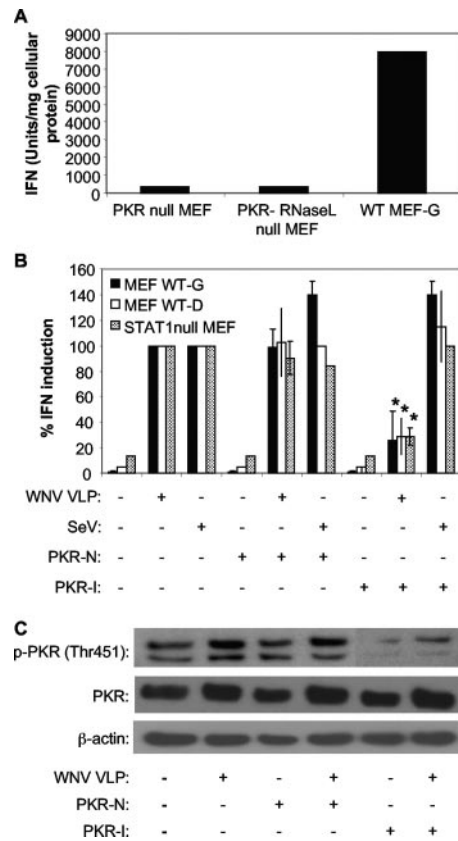 A
IFN (Units/mg cellular
protein)
9000
8000
7000
6000
5000
4000
3000
2000
1000
0
PKR null MEF
PKR- RNaseL
null MEF
WT MEF-G
B
% IFN induction
160
140
120
100
80
60
40
20
0
MEF WT-G
MEF WT-D
STAT1null MEF
* * *
WNV VLP: - + - - + - - + -
SeV: - - + - - + - - +
PKR-N: - - - + + + - - -
PKR-I: - - - - - - + + +
C
p-PKR (Thr451):
PKR:
β-actin:
WNV VLP: - + - + - +
PKR-N: - - + + - -
PKR-I: - - - - + +